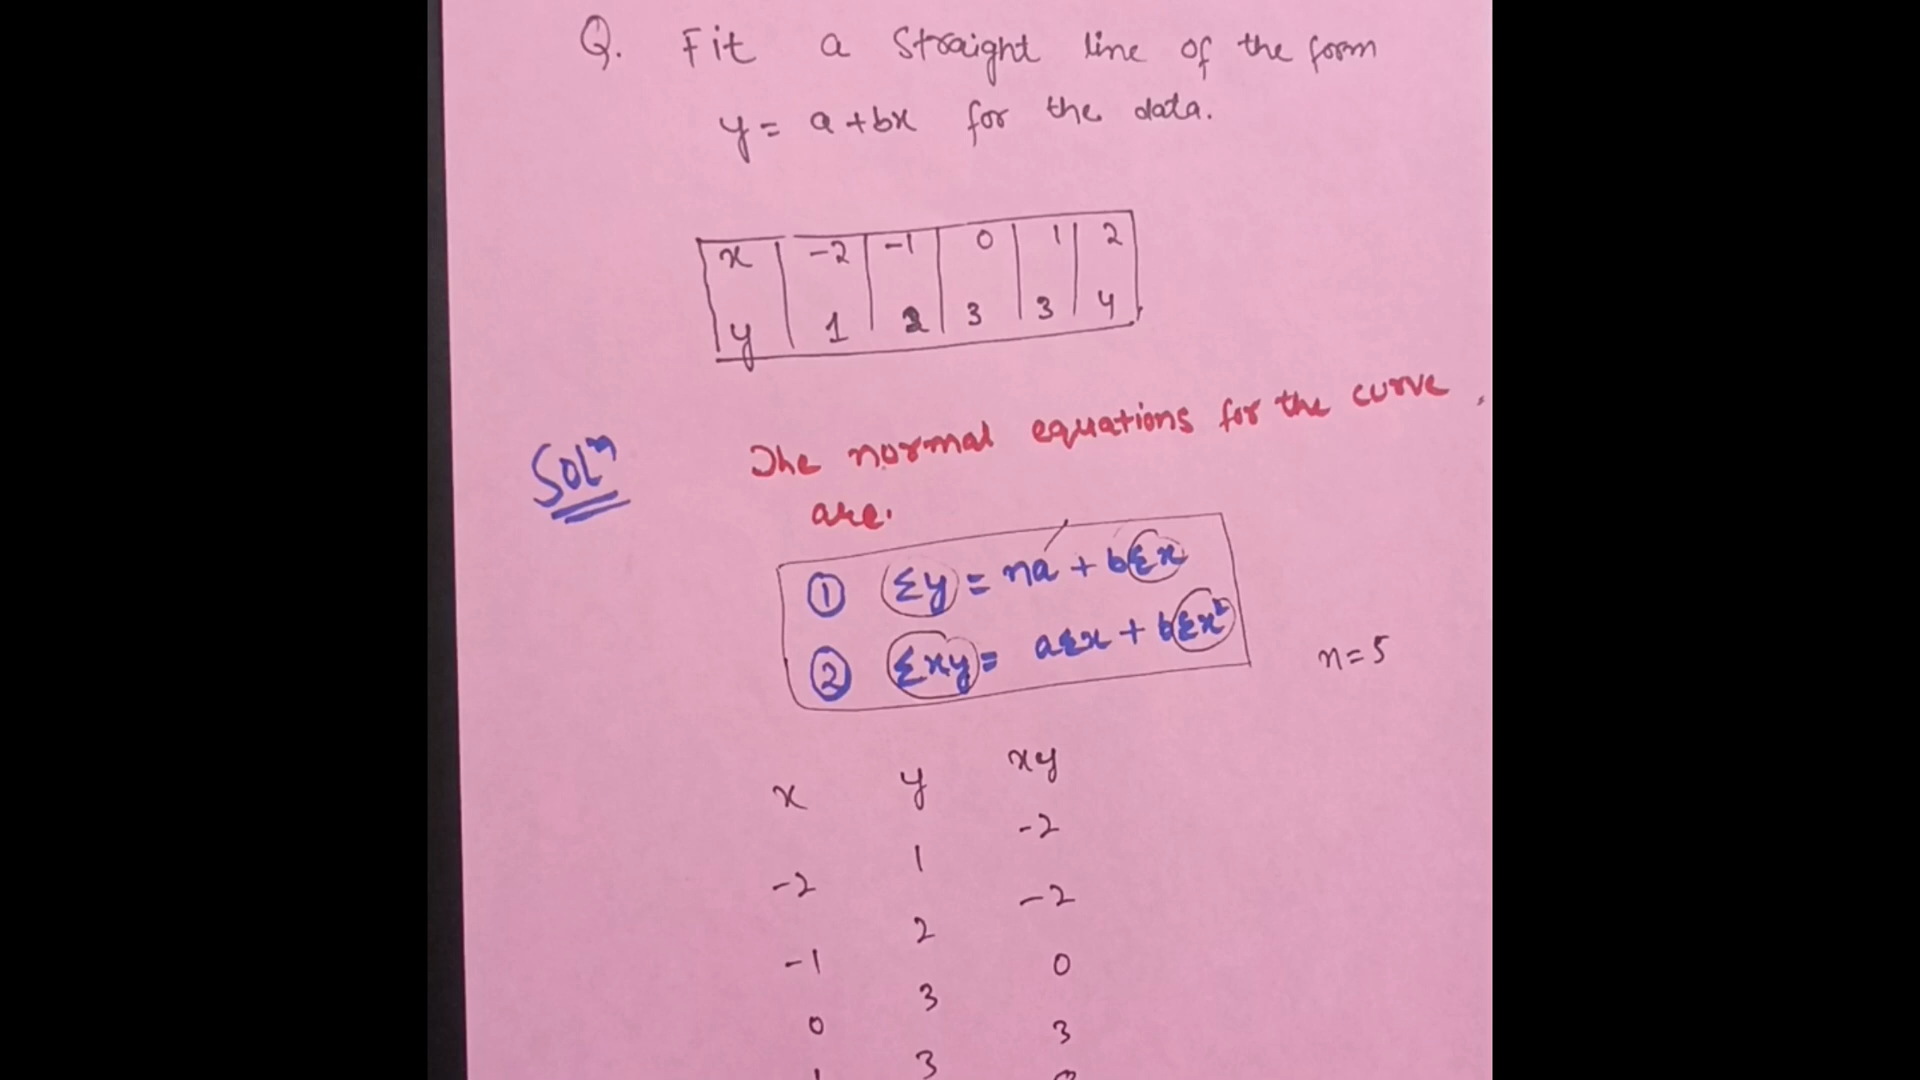 Q. Fit a straight line of the form
y = a + bx for the data.
x -2 -1 0 1 2
y 1 2 3 3 4
Solⁿ The normal equations for the curve
are.
① Σy = na + bΣx
② Σxy = aΣx + bΣx²
n = 5
x y xy
-2 1 -2
-1 2 -2
0 3 0
3 3